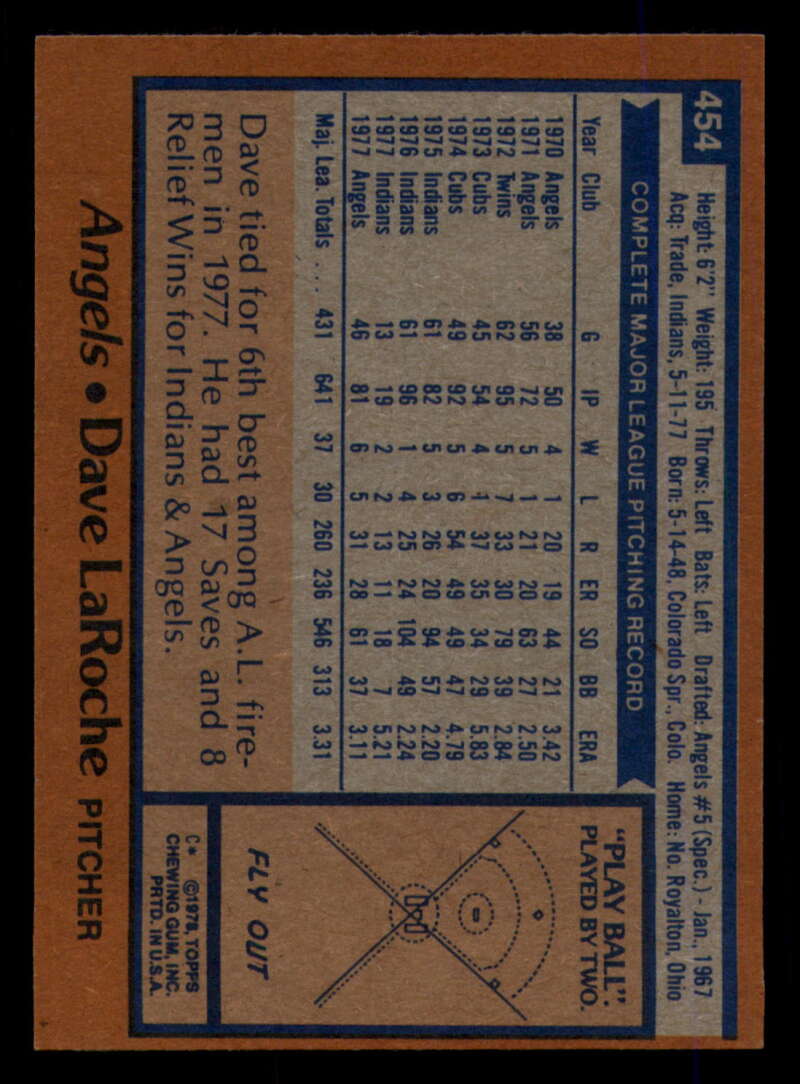 454
Height: 6'2" Weight: 195 Throws: Left Bats: Left Drafted: Angels #5 (Spec.) - Jan., 1967
Acq: Trade, Indians, 5-11-77 Born: 5-14-48, Colorado Spr., Colo. Home: No. Royalton, Ohio
COMPLETE MAJOR LEAGUE PITCHING RECORD
Year Club G IP W L R ER SO BB ERA
1970 Angels 38 50 4 1 20 19 44 21 3.42
1971 Angels 56 72 5 1 21 20 63 27 2.50
1972 Twins 62 95 5 7 33 30 79 39 2.84
1973 Cubs 45 54 4 1 37 35 34 29 5.83
1974 Cubs 49 92 5 6 54 49 49 47 4.79
1975 Indians 61 82 5 3 26 20 94 57 2.20
1976 Indians 61 96 1 4 25 24 104 49 2.24
1977 Indians 13 19 2 2 13 11 18 7 5.21
1977 Angels 46 81 6 5 31 28 61 37 3.11
Maj. Lea. Totals .... 431 641 37 30 260 236 546 313 3.31
Dave tied for 6th best among A.L. fire-
men in 1977. He had 17 Saves and 8
Relief Wins for Indians & Angels.
"PLAY BALL":
PLAYED BY TWO.
FLY OUT
C* ©1978, TOPPS
CHEWING GUM, INC.
PRTD. IN U.S.A.
Angels • Dave LaRoche PITCHER